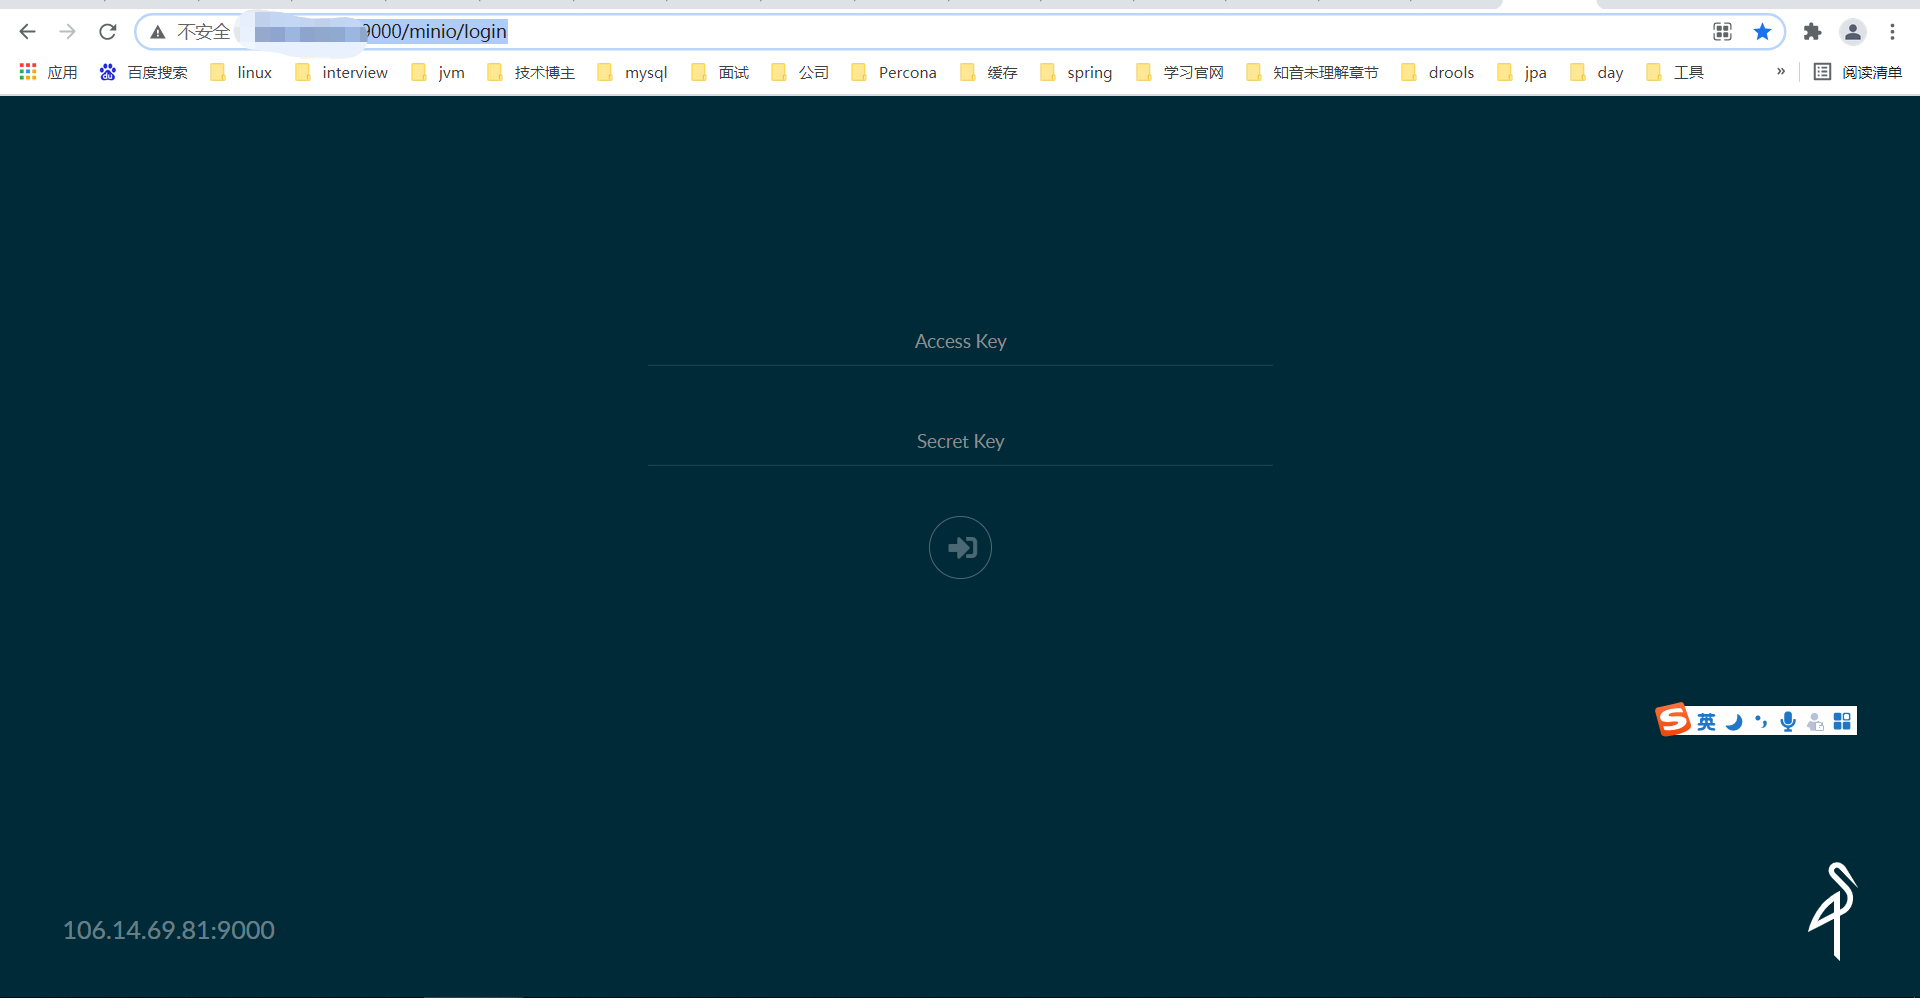 不安全 9000/minio/login
应用 百度搜索 linux interview jvm 技术博主 mysql 面试 公司 Percona 缓存 spring 学习官网 知音未理解章节 drools jpa day 工具 » 阅读清单
Access Key
Secret Key
英
106.14.69.81:9000